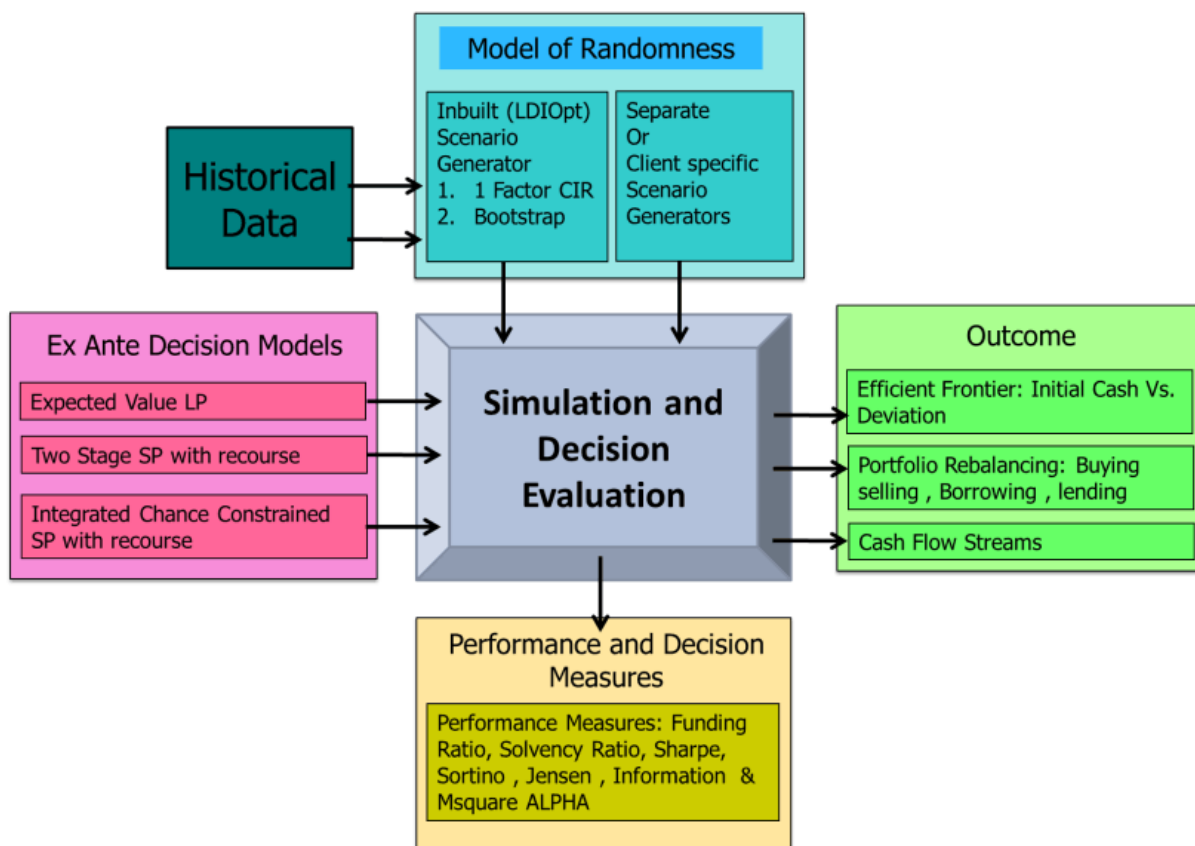 Model of Randomness
Inbuilt (LDIOpt)
Scenario
Generator
1. 1 Factor CIR
2. Bootstrap
Separate
Or
Client specific
Scenario
Generators
Historical
Data
Ex Ante Decision Models
Expected Value LP
Two Stage SP with recourse
Integrated Chance Constrained
SP with recourse
Simulation and
Decision
Evaluation
Outcome
Efficient Frontier: Initial Cash Vs.
Deviation
Portfolio Rebalancing: Buying
selling , Borrowing , lending
Cash Flow Streams
Performance and Decision
Measures
Performance Measures: Funding
Ratio, Solvency Ratio, Sharpe,
Sortino , Jensen , Information &
Msquare ALPHA